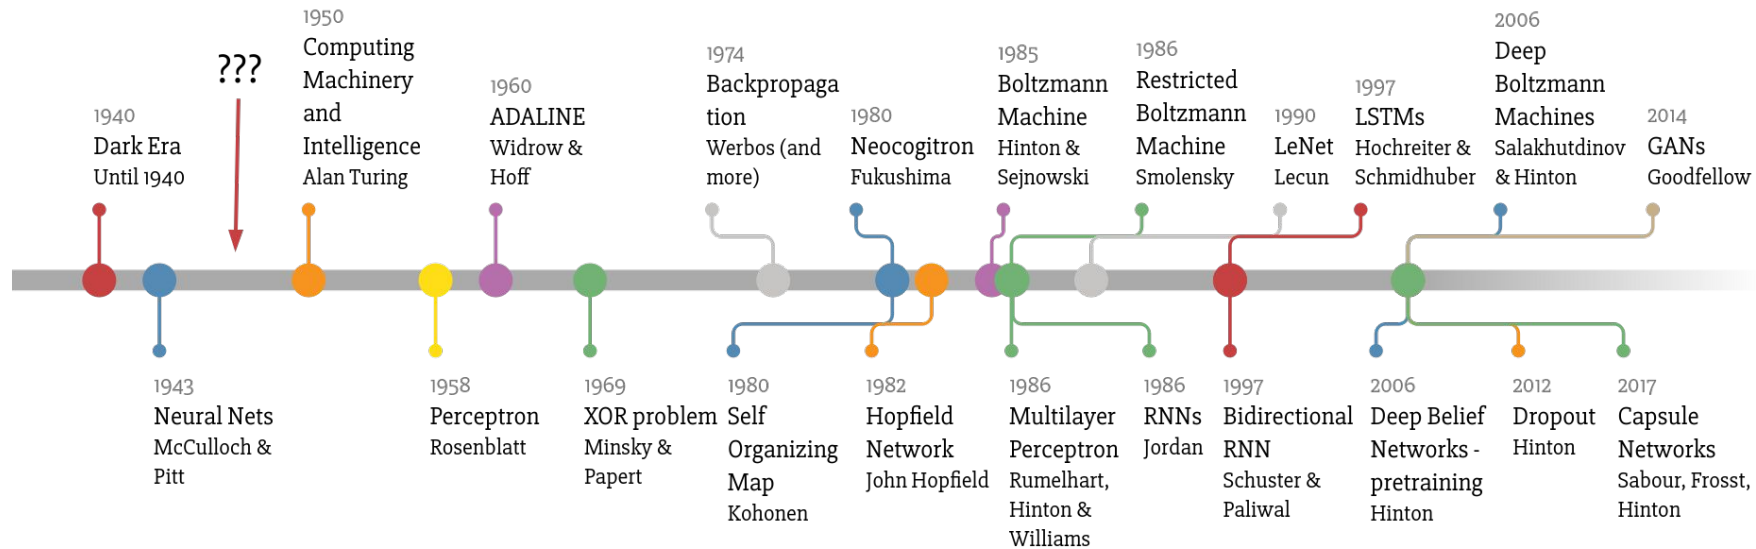 ???
1940
Dark Era
Until 1940
1950
Computing
Machinery
and
Intelligence
Alan Turing
1960
ADALINE
Widrow &
Hoff
1974
Backpropaga
tion
Werbos (and
more)
1980
Neocogitron
Fukushima
1985
Boltzmann
Machine
Hinton &
Sejnowski
1986
Restricted
Boltzmann
Machine
Smolensky
1990
LeNet
Lecun
1997
LSTMs
Hochreiter &
Schmidhuber
2006
Deep
Boltzmann
Machines
Salakhutdinov
& Hinton
2014
GANs
Goodfellow
1943
Neural Nets
McCulloch &
Pitt
1958
Perceptron
Rosenblatt
1969
XOR problem
Minsky &
Papert
1980
Self
Organizing
Map
Kohonen
1982
Hopfield
Network
John Hopfield
1986
Multilayer
Perceptron
Rumelhart,
Hinton &
Williams
1986
RNNs
Jordan
1997
Bidirectional
RNN
Schuster &
Paliwal
2006
Deep Belief
Networks -
pretraining
Hinton
2012
Dropout
Hinton
2017
Capsule
Networks
Sabour, Frosst,
Hinton